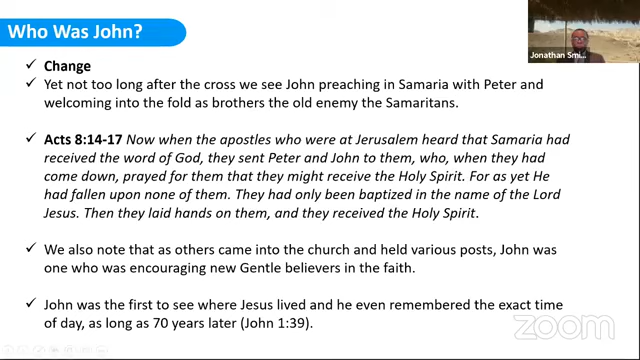 Who Was John?
Jonathan Smi...
✓ Change
✓ Yet not too long after the cross we see John preaching in Samaria with Peter and
welcoming into the fold as brothers the old enemy the Samaritans.
✓ Acts 8:14-17 Now when the apostles who were at Jerusalem heard that Samaria had
received the word of God, they sent Peter and John to them, who, when they had
come down, prayed for them that they might receive the Holy Spirit. For as yet He
had fallen upon none of them. They had only been baptized in the name of the Lord
Jesus. Then they laid hands on them, and they received the Holy Spirit.
✓ We also note that as others came into the church and held various posts, John was
one who was encouraging new Gentle believers in the faith.
✓ John was the first to see where Jesus lived and he even remembered the exact time
of day, as long as 70 years later (John 1:39).
zoom